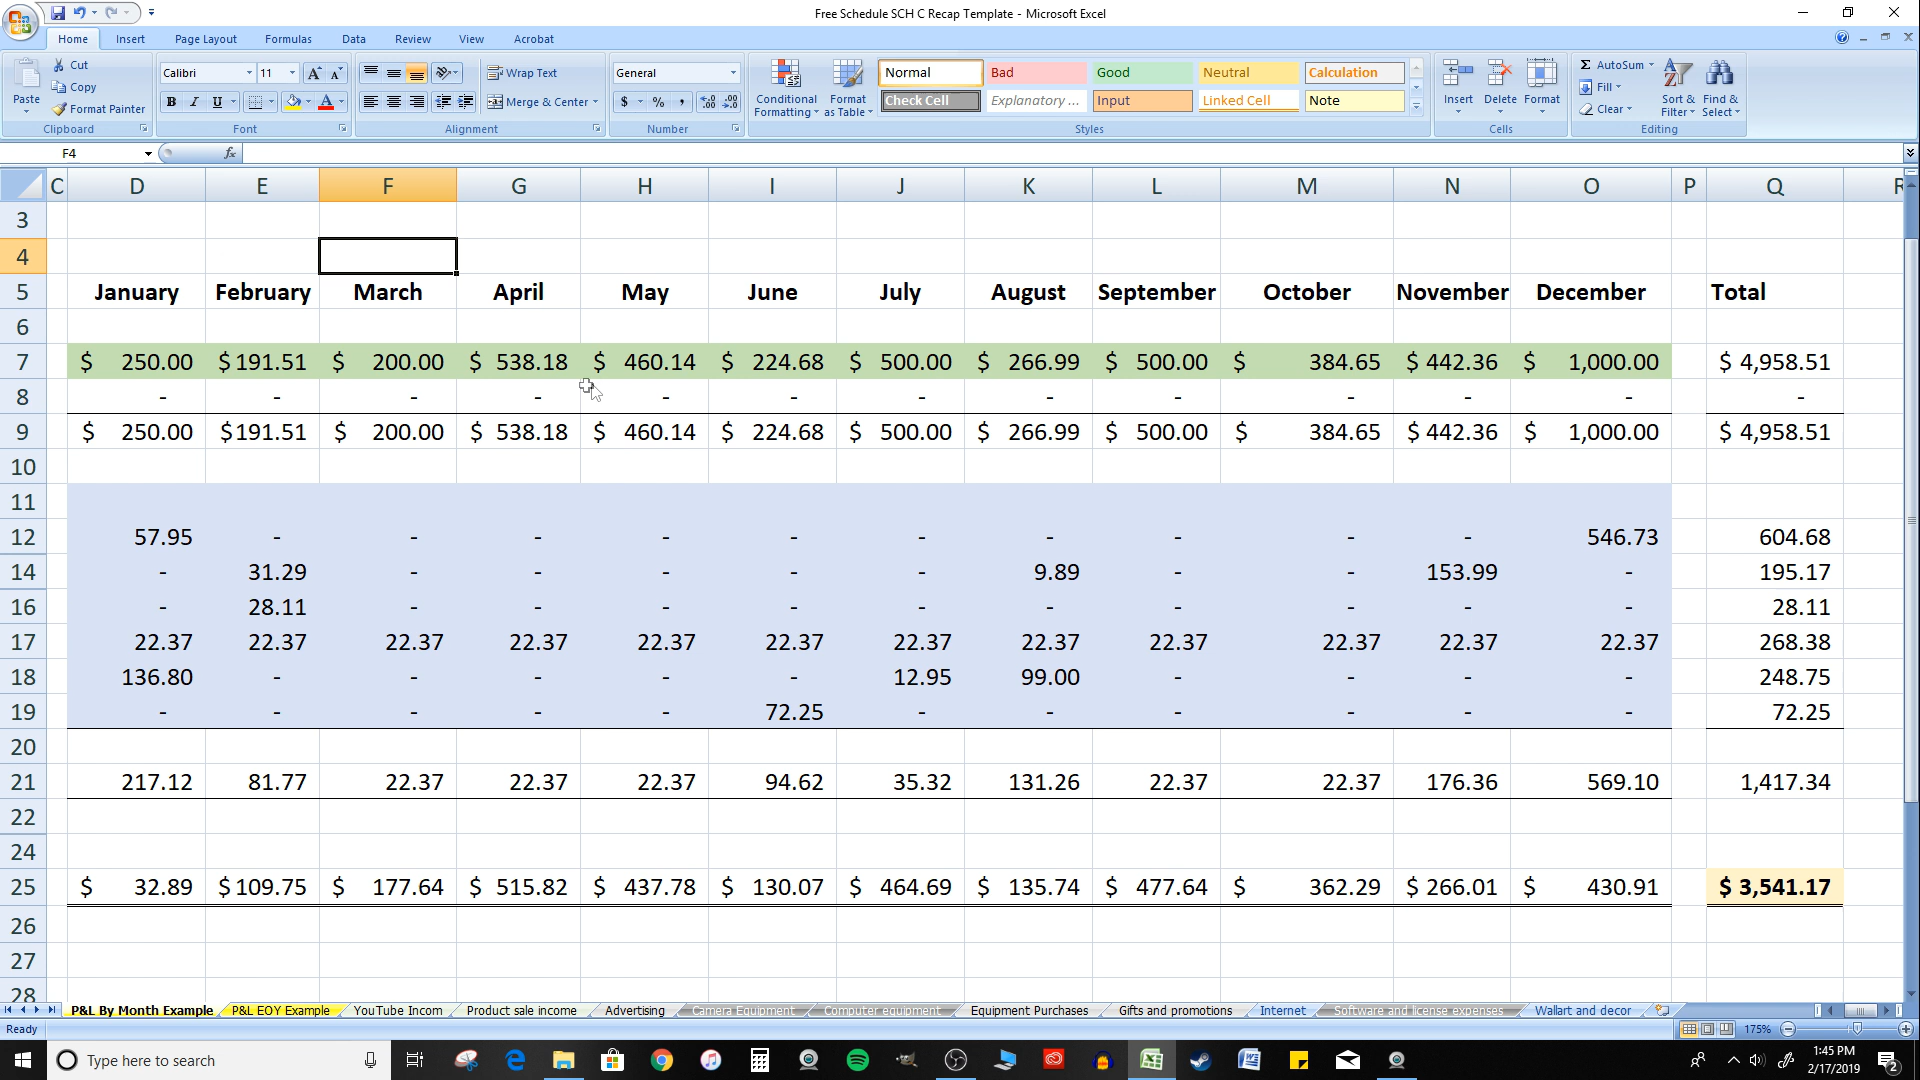 Free Schedule SCH C Recap Template - Microsoft Excel
Home Insert Page Layout Formulas Data Review View Acrobat
Paste Cut Copy Format Painter Clipboard
Calibri 11 B I U Font
Wrap Text Merge & Center Alignment
General $ % , Number
Conditional Formatting Format as Table
Normal Bad Good Neutral Calculation
Check Cell Explanatory ... Input Linked Cell Note
Styles
Insert Delete Format Cells
Σ AutoSum Fill Clear Sort & Filter Find & Select Editing
F4 fx
C D E F G H I J K L M N O P Q R
3
4
5 January February March April May June July August September October November December Total
6
7 $ 250.00 $ 191.51 $ 200.00 $ 538.18 $ 460.14 $ 224.68 $ 500.00 $ 266.99 $ 500.00 $ 384.65 $ 442.36 $ 1,000.00 $ 4,958.51
8 - - - - - - - - - - - - -
9 $ 250.00 $ 191.51 $ 200.00 $ 538.18 $ 460.14 $ 224.68 $ 500.00 $ 266.99 $ 500.00 $ 384.65 $ 442.36 $ 1,000.00 $ 4,958.51
10
11
12 57.95 - - - - - - - - - - 546.73 604.68
14 - 31.29 - - - - - 9.89 - - 153.99 - 195.17
16 - 28.11 - - - - - - - - - - 28.11
17 22.37 22.37 22.37 22.37 22.37 22.37 22.37 22.37 22.37 22.37 22.37 22.37 268.38
18 136.80 - - - - - 12.95 99.00 - - - - 248.75
19 - - - - - 72.25 - - - - - - 72.25
20
21 217.12 81.77 22.37 22.37 22.37 94.62 35.32 131.26 22.37 22.37 176.36 569.10 1,417.34
22
24
25 $ 32.89 $ 109.75 $ 177.64 $ 515.82 $ 437.78 $ 130.07 $ 464.69 $ 135.74 $ 477.64 $ 362.29 $ 266.01 $ 430.91 $ 3,541.17
26
27
28
P&L By Month Example P&L EOY Example YouTube Incom Product sale income Advertising Camera Equipment Computer equipment Equipment Purchases Gifts and promotions Internet Software and license expenses Wallart and decor
Ready 175%
Type here to search
1:45 PM
2/17/2019
2